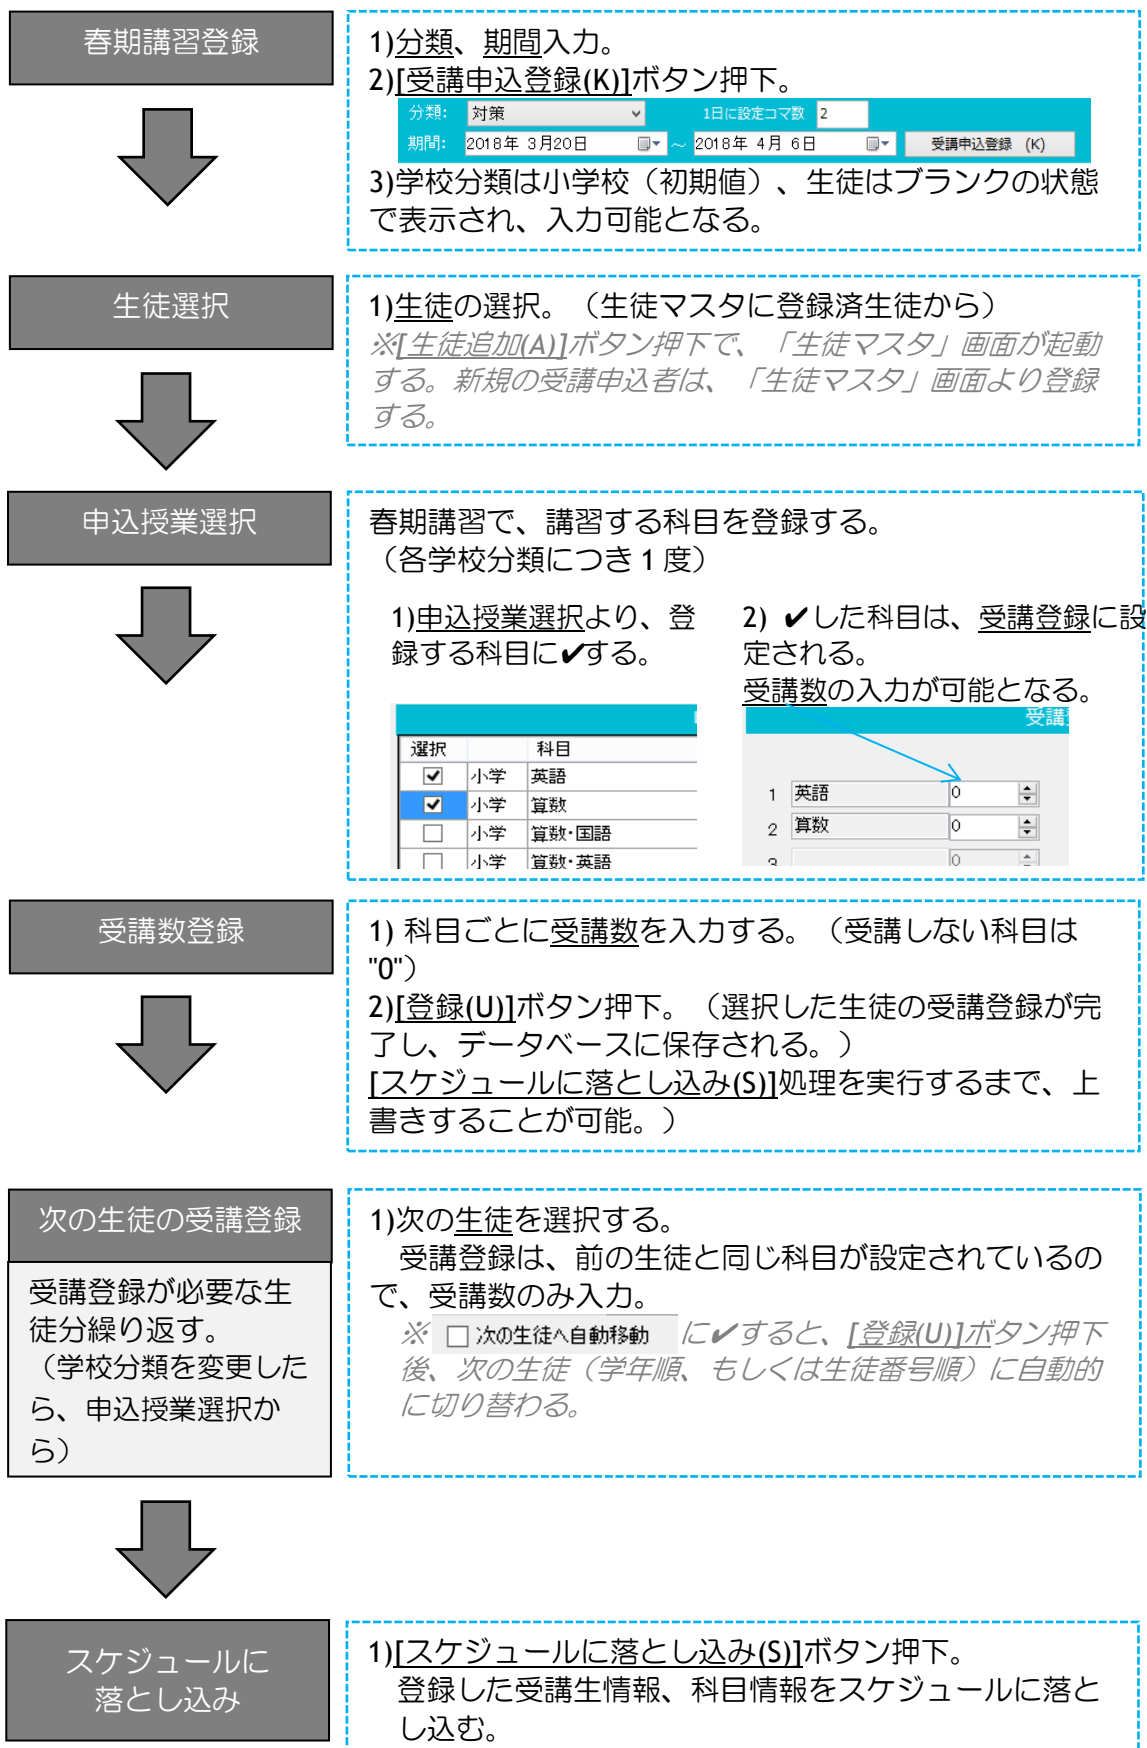 春期講習登録
1)分類、期間入力。
2)[受講申込登録(K)]ボタン押下。
分類: 対策 1日に設定コマ数 2
期間: 2018年 3月20日 ～ 2018年 4月 6日 受講申込登録 (K)
3)学校分類は小学校（初期値）、生徒はブランクの状態
で表示され、入力可能となる。
生徒選択
1)生徒の選択。（生徒マスタに登録済生徒から）
※[生徒追加(A)]ボタン押下で、「生徒マスタ」画面が起動
する。新規の受講申込者は、「生徒マスタ」画面より登録
する。
申込授業選択
春期講習で、講習する科目を登録する。
（各学校分類につき1度）
1)申込授業選択より、登
録する科目に✔する。
2) ✔した科目は、受講登録に設
定される。
受講数の入力が可能となる。
選択 科目
小学 英語
小学 算数
小学 算数・国語
小学 算数・英語
受講
1 英語 0
2 算数 0
3 0
受講数登録
1) 科目ごとに受講数を入力する。（受講しない科目は
"0"）
2)[登録(U)]ボタン押下。（選択した生徒の受講登録が完
了し、データベースに保存される。）
[スケジュールに落とし込み(S)]処理を実行するまで、上
書きすることが可能。）
次の生徒の受講登録
受講登録が必要な生
徒分繰り返す。
（学校分類を変更した
ら、申込授業選択か
ら）
1)次の生徒を選択する。
受講登録は、前の生徒と同じ科目が設定されているの
で、受講数のみ入力。
※ 次の生徒へ自動移動 に✔すると、[登録(U)]ボタン押下
後、次の生徒（学年順、もしくは生徒番号順）に自動的
に切り替わる。
スケジュールに
落とし込み
1)[スケジュールに落とし込み(S)]ボタン押下。
登録した受講生情報、科目情報をスケジュールに落と
し込む。